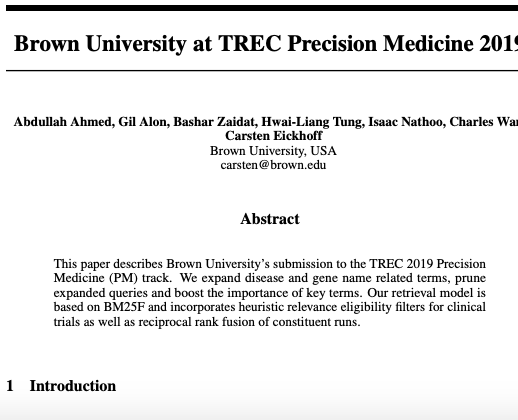 Brown University at TREC Precision Medicine 2019
Abdullah Ahmed, Gil Alon, Bashar Zaidat, Hwai-Liang Tung, Isaac Nathoo, Charles
Carsten Eickhoff
Brown University, USA
carsten@brown.edu
Abstract
This paper describes Brown University's submission to the TREC 2019 Precision
Medicine (PM) track. We expand disease and gene name related terms, prune
expanded queries and boost the importance of key terms. Our retrieval model is
based on BM25F and incorporates heuristic relevance eligibility filters for clinical
trials as well as reciprocal rank fusion of constituent runs.
1 Introduction